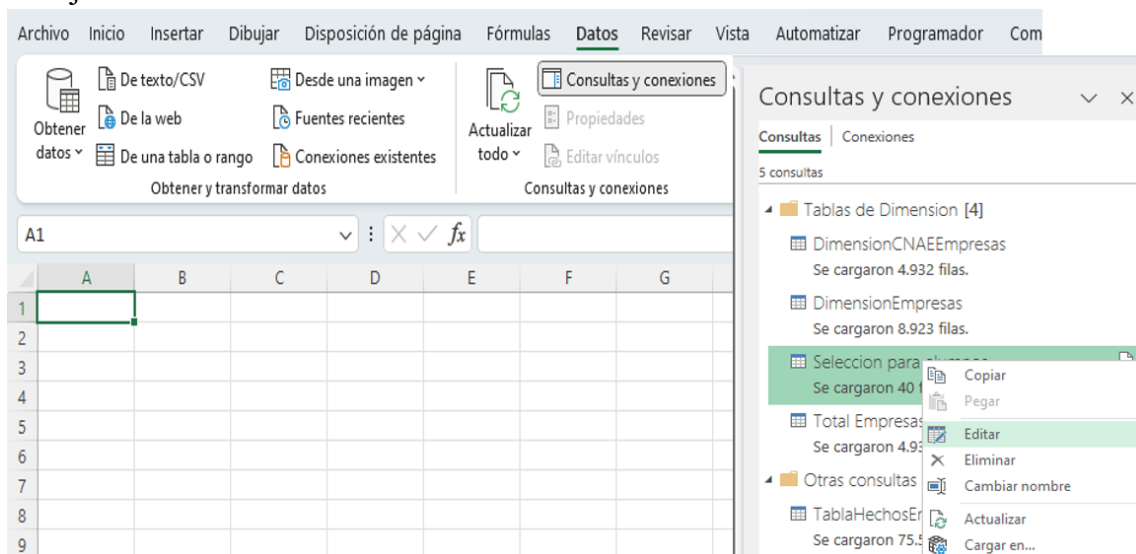 Archivo Inicio Insertar Dibujar Disposición de página Fórmulas Datos Revisar Vista Automatizar Programador Com
De texto/CSV
De la web
De una tabla o rango
Obtener
datos
Desde una imagen
Fuentes recientes
Conexiones existentes
Obtener y transformar datos
Actualizar
todo
Consultas y conexiones
Propiedades
Editar vínculos
Consultas y conexiones
A1
fx
A B C D E F G
1
2
3
4
5
6
7
8
9
Consultas y conexiones
Consultas Conexiones
5 consultas
Tablas de Dimension [4]
DimensionCNAEEmpresas
Se cargaron 4.932 filas.
DimensionEmpresas
Se cargaron 8.923 filas.
Seleccion para
Se cargaron 40
Total Empresas
Se cargaron 4.93
Otras consultas
TablaHechosEr
Se cargaron 75.5
Copiar
Pegar
Editar
Eliminar
Cambiar nombre
Actualizar
Cargar en...